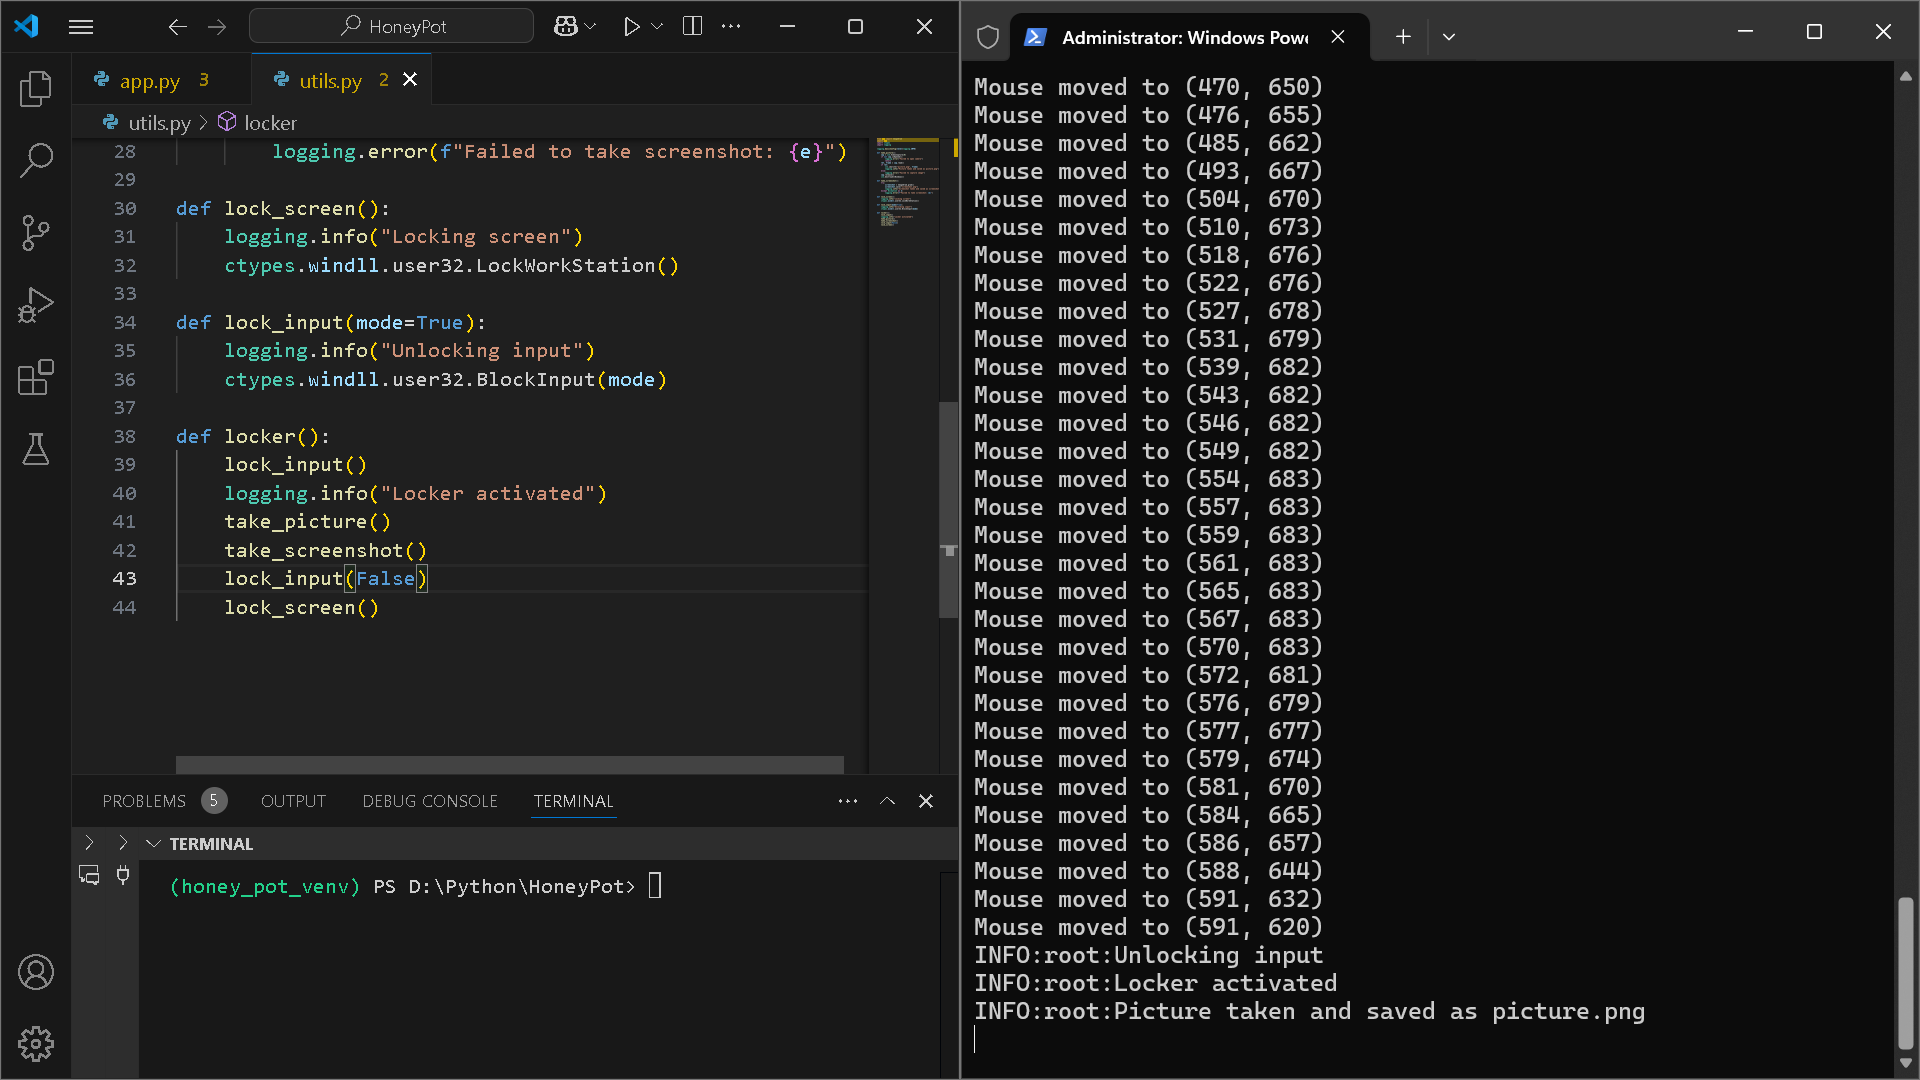 HoneyPot
app.py 3
utils.py 2
utils.py > locker
28 logging.error(f"Failed to take screenshot: {e}")
29
30 def lock_screen():
31 logging.info("Locking screen")
32 ctypes.windll.user32.LockWorkStation()
33
34 def lock_input(mode=True):
35 logging.info("Unlocking input")
36 ctypes.windll.user32.BlockInput(mode)
37
38 def locker():
39 lock_input()
40 logging.info("Locker activated")
41 take_picture()
42 take_screenshot()
43 lock_input(False)
44 lock_screen()
PROBLEMS 5 OUTPUT DEBUG CONSOLE TERMINAL
TERMINAL
(honey_pot_venv) PS D:\Python\HoneyPot>
Administrator: Windows Pow
Mouse moved to (470, 650)
Mouse moved to (476, 655)
Mouse moved to (485, 662)
Mouse moved to (493, 667)
Mouse moved to (504, 670)
Mouse moved to (510, 673)
Mouse moved to (518, 676)
Mouse moved to (522, 676)
Mouse moved to (527, 678)
Mouse moved to (531, 679)
Mouse moved to (539, 682)
Mouse moved to (543, 682)
Mouse moved to (546, 682)
Mouse moved to (549, 682)
Mouse moved to (554, 683)
Mouse moved to (557, 683)
Mouse moved to (559, 683)
Mouse moved to (561, 683)
Mouse moved to (565, 683)
Mouse moved to (567, 683)
Mouse moved to (570, 683)
Mouse moved to (572, 681)
Mouse moved to (576, 679)
Mouse moved to (577, 677)
Mouse moved to (579, 674)
Mouse moved to (581, 670)
Mouse moved to (584, 665)
Mouse moved to (586, 657)
Mouse moved to (588, 644)
Mouse moved to (591, 632)
Mouse moved to (591, 620)
INFO:root:Unlocking input
INFO:root:Locker activated
INFO:root:Picture taken and saved as picture.png